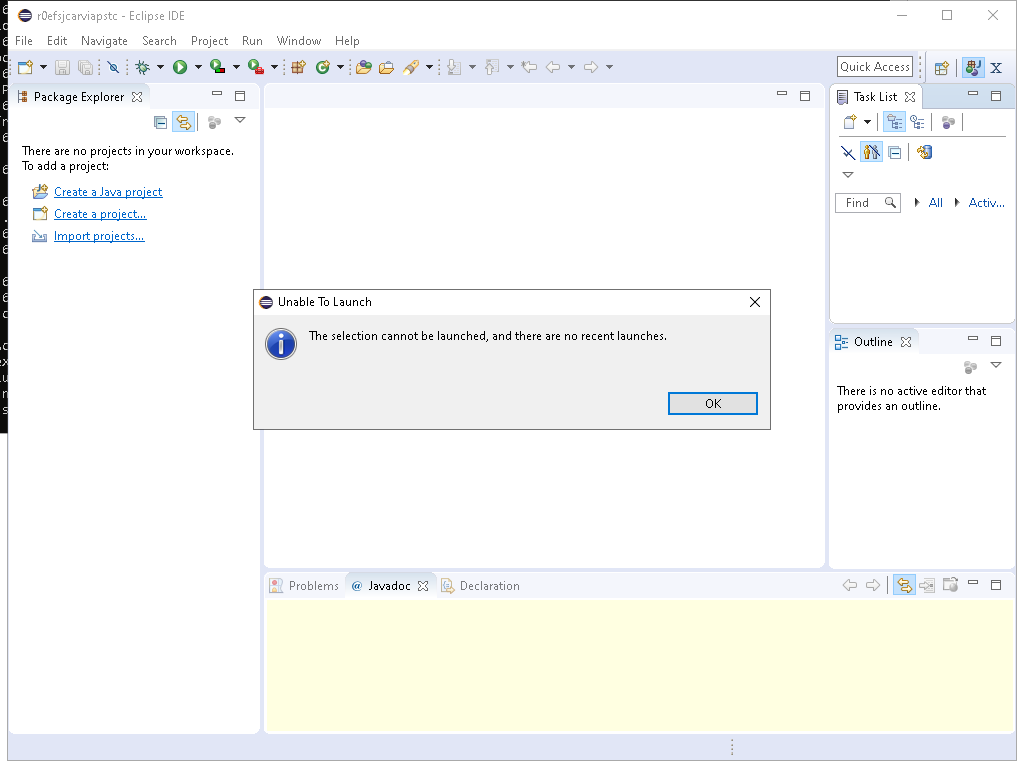 r0efsjcarviapstc - Eclipse IDE
File Edit Navigate Search Project Run Window Help
Quick Access
Package Explorer
Task List
There are no projects in your workspace.
To add a project:
Create a Java project
Create a project...
Import projects...
Find
All
Activ...
Unable To Launch
The selection cannot be launched, and there are no recent launches.
OK
Outline
There is no active editor that
provides an outline.
Problems
@ Javadoc
Declaration